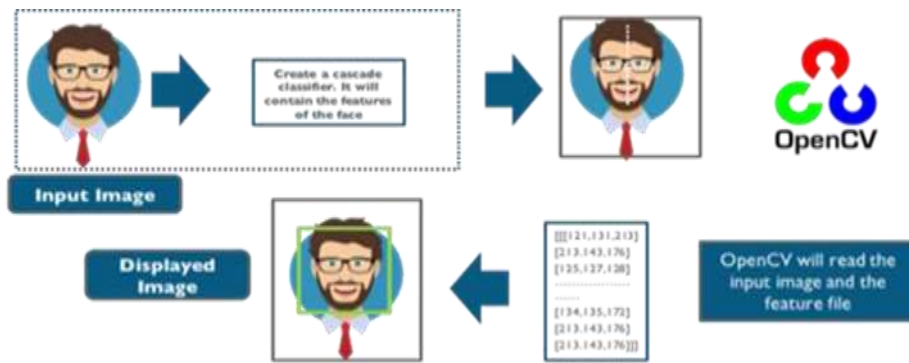 Create a cascade
classifier. It will
contain the features
of the face
OpenCV
Input Image
Displayed
Image
[[[121,131,213]
[213.143,176]
[125,127,128]
..................
......
[134,135,172]
[213.143,176]
[213.143,176]]]
OpenCV will read the
input image and the
feature file